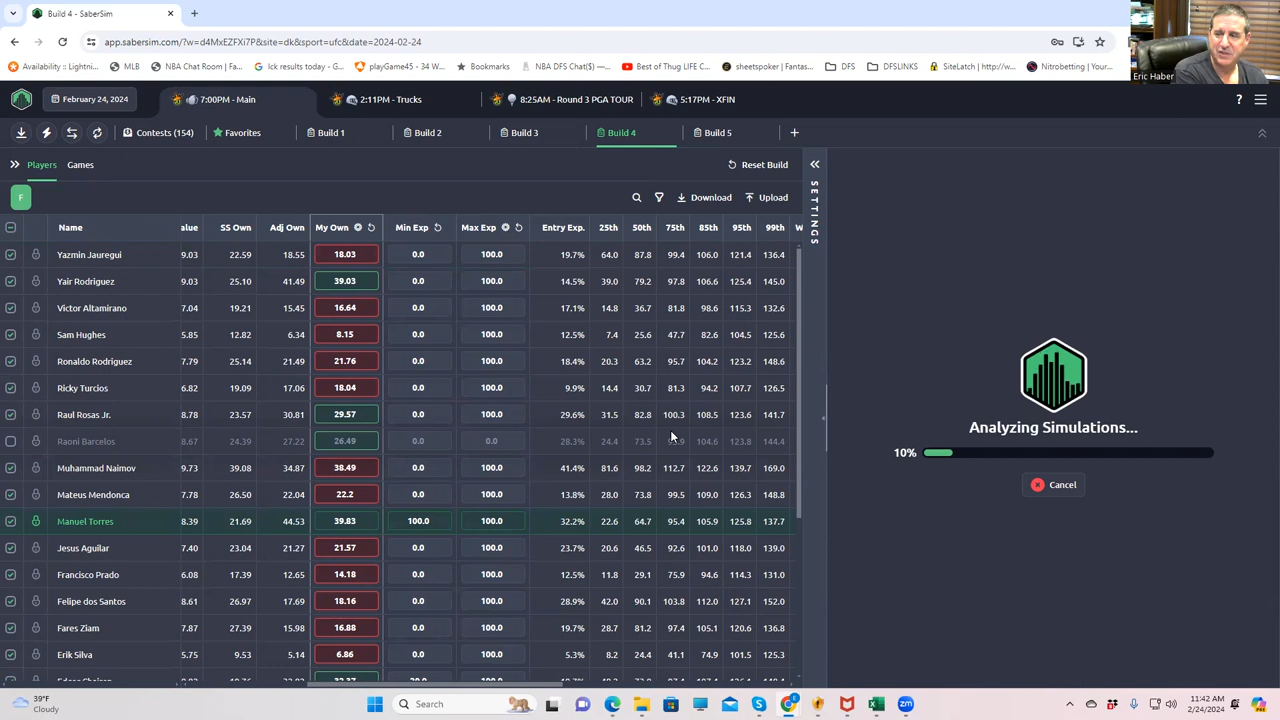 Build 4 - SaberSim
app.sabersim.com/?w=d4MxEZFXi7P&site=dk&sport=ufc&date=2024-02-24
Availability :: Lightni...
MLB
NBA Chat Room | Fa...
Ick results today | G...
playGame45 - W W...
Bookmarks
NBA DFS Chat($) —...
Best of Thug LIFE C...
sheetspoker | Fantas...
DFS
DFSLINKS
SiteLatch | http://w...
Nitrobetting | Your...
Eric Haber
February 24, 2024
7:00PM - Main
2:11PM - Trucks
8:25AM - Round 3 PGA TOUR
5:17PM - XFIN
?
Contests (154)
Favorites
Build 1
Build 2
Build 3
Build 4
Build 5
Players
Games
Reset Build
F
Download
Upload
SETTINGS
Name alue SS Own Adj Own My Own Min Exp Max Exp Entry Exp. 25th 50th 75th 85th 95th 99th W
Yazmin Jauregui 9.03 22.59 18.55 18.03 0.0 100.0 19.7% 64.0 87.8 99.4 106.0 121.4 136.4
Yair Rodriguez 9.03 25.10 41.49 39.03 0.0 100.0 14.5% 39.0 79.2 97.8 106.6 125.4 145.0
Victor Altamirano 7.04 19.21 15.45 16.64 0.0 100.0 17.1% 14.8 36.7 81.8 98.6 115.3 132.6
Sam Hughes 5.85 12.82 6.34 8.15 0.0 100.0 12.5% 7.4 25.6 47.7 82.6 104.3 125.6
Ronaldo Rodriguez 7.79 25.14 21.49 21.76 0.0 100.0 18.4% 20.3 63.2 95.7 104.2 123.2 148.6
Ricky Turcios 6.82 19.09 17.06 18.04 0.0 100.0 9.9% 14.4 30.7 81.3 94.2 107.7 126.5
Raul Rosas Jr. 8.78 23.57 30.81 29.57 0.0 100.0 29.6% 31.5 82.8 100.3 108.5 123.6 141.7
Raoni Barcelos 8.67 24.39 27.22 26.49 0.0 0.0 28.3% 24.4 73.5 104.6 123.8 144.4
Muhammad Naimov 9.73 39.08 34.87 38.49 0.0 100.0 41.4% 81.6 98.2 112.7 122.6 139.7 169.0
Mateus Mendonca 7.78 26.50 22.04 22.2 0.0 100.0 13.8% 28.0 73.8 99.5 109.0 126.3 148.8
Manuel Torres 8.39 21.69 44.53 39.83 100.0 100.0 32.2% 22.6 64.7 95.4 105.9 125.8 137.7
Jesus Aguilar 7.40 23.04 21.27 21.57 0.0 100.0 23.7% 20.6 46.5 92.6 101.0 118.0 139.0
Francisco Prado 6.08 17.39 12.65 14.18 0.0 100.0 12.5% 11.8 29.1 75.9 94.6 114.3 131.0
Felipe dos Santos 8.61 26.97 17.69 18.16 0.0 100.0 28.9% 42.0 90.1 103.8 112.0 127.1 152.0
Fares Ziam 7.87 27.39 15.98 16.88 0.0 100.0 19.7% 28.7 81.2 97.4 105.1 120.6 136.8
Erik Silva 5.75 9.53 5.14 6.86 0.0 100.0 5.3% 8.2 24.4 41.1 74.9 101.5 125.3
Analyzing Simulations...
10%
Cancel
39°F
Cloudy
Search
11:42 AM
2/24/2024